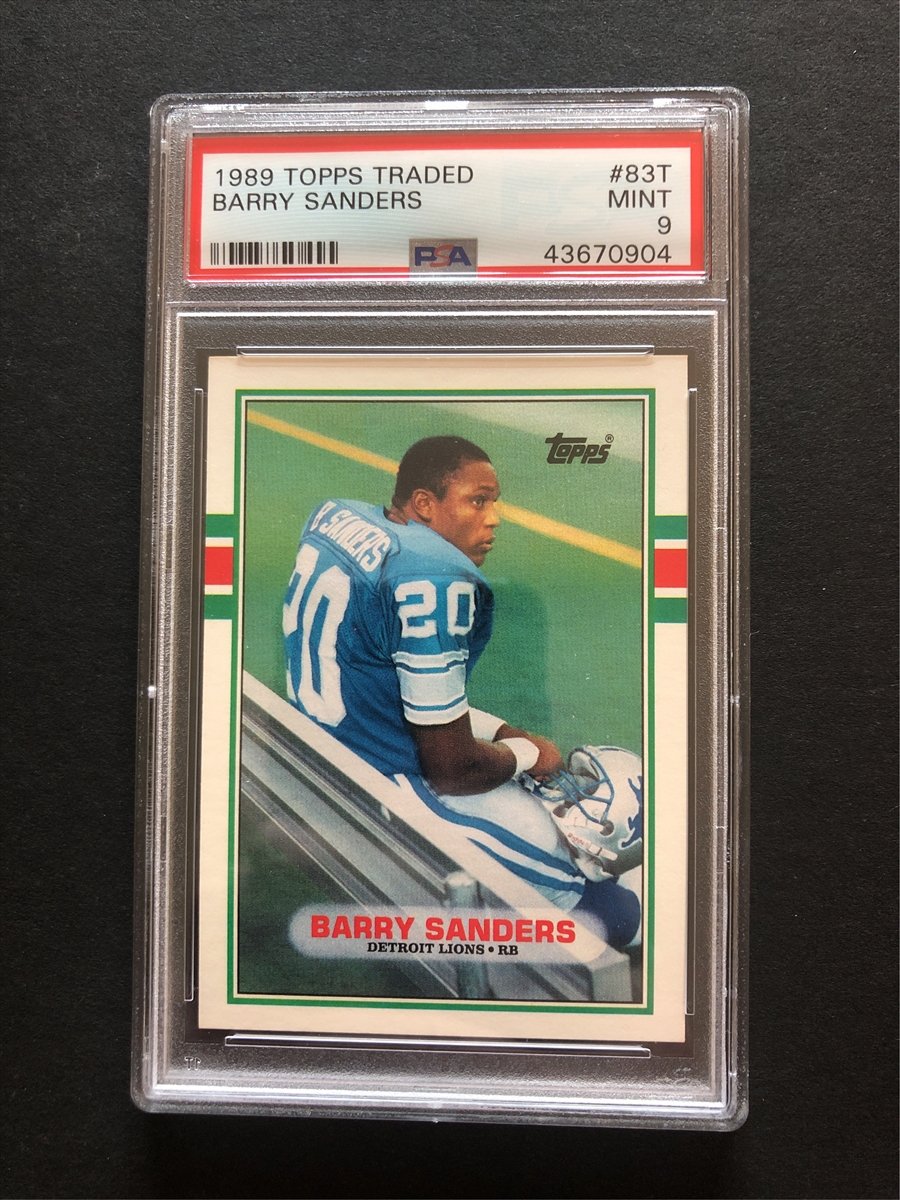 1989 TOPPS TRADED #83T
BARRY SANDERS MINT
9
PSA 43670904
topps®
B SANDERS
20
20
BARRY SANDERS
DETROIT LIONS • RB